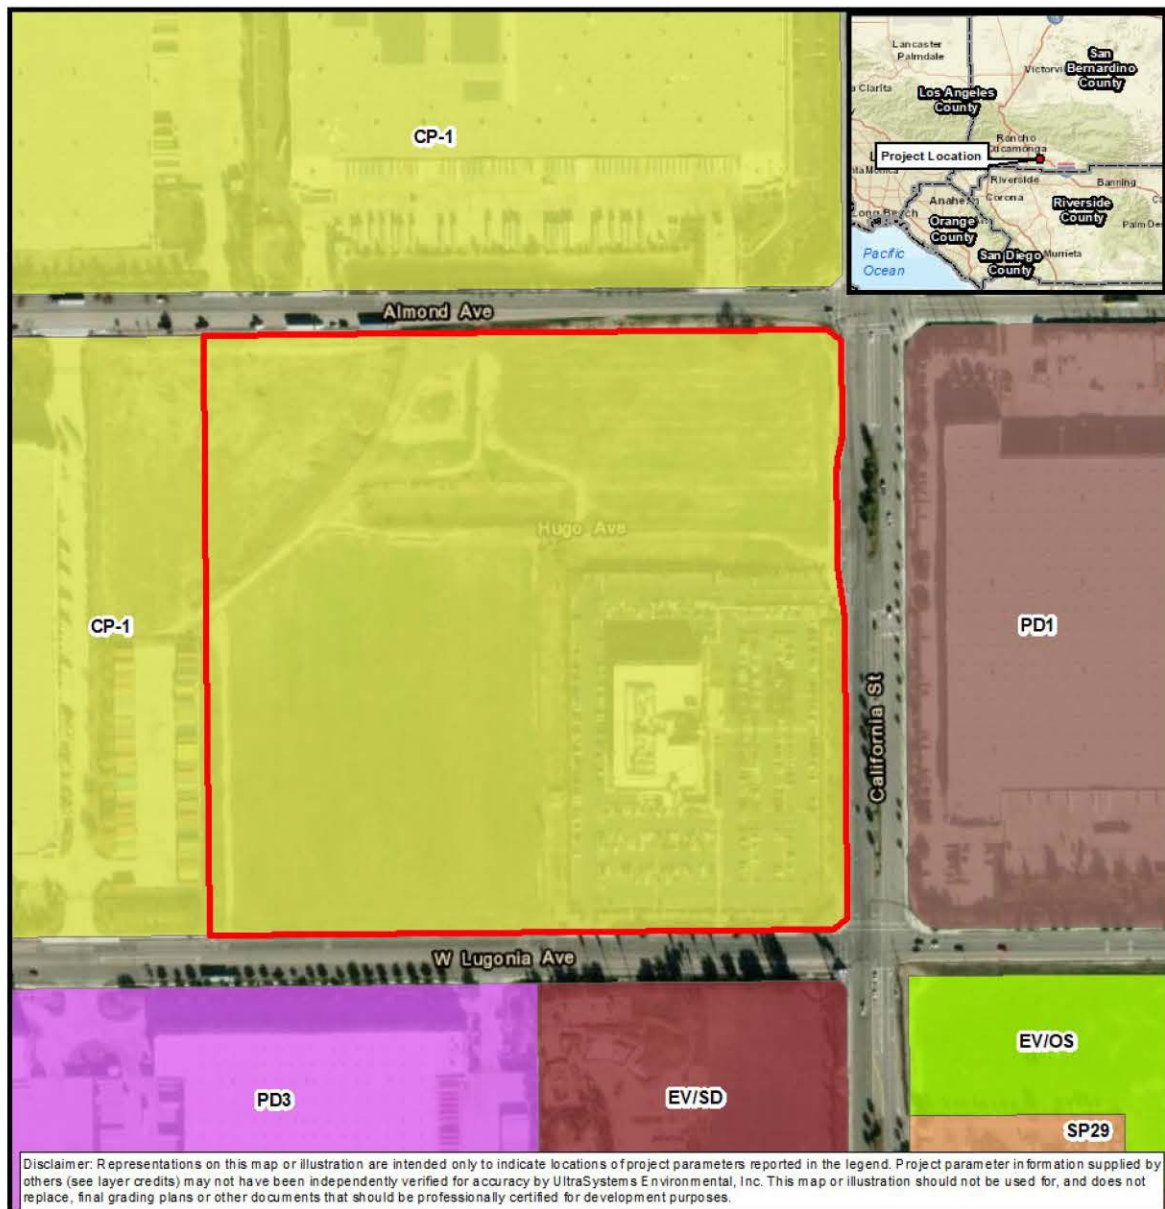 CP-1
Lancaster
Palmdale
San
Bernardino
County
Los Angeles
County
Rancho
Project Location
Riverside
Banning
Corona
Riverside
County
Orange
County
Long Beach
Murrieta
San Diego
County
Pacific
Ocean
Almond Ave
Hugo Ave
CP-1
PD1
California St
W Lugonia Ave
EV/OS
PD3
EV/SD
SP29
Disclaimer: Representations on this map or illustration are intended only to indicate locations of project parameters reported in the legend. Project parameter information supplied by
others (see layer credits) may not have been independently verified for accuracy by UltraSystems Environmental, Inc. This map or illustration should not be used for, and does not
replace, final grading plans or other documents that should be professionally certified for development purposes.